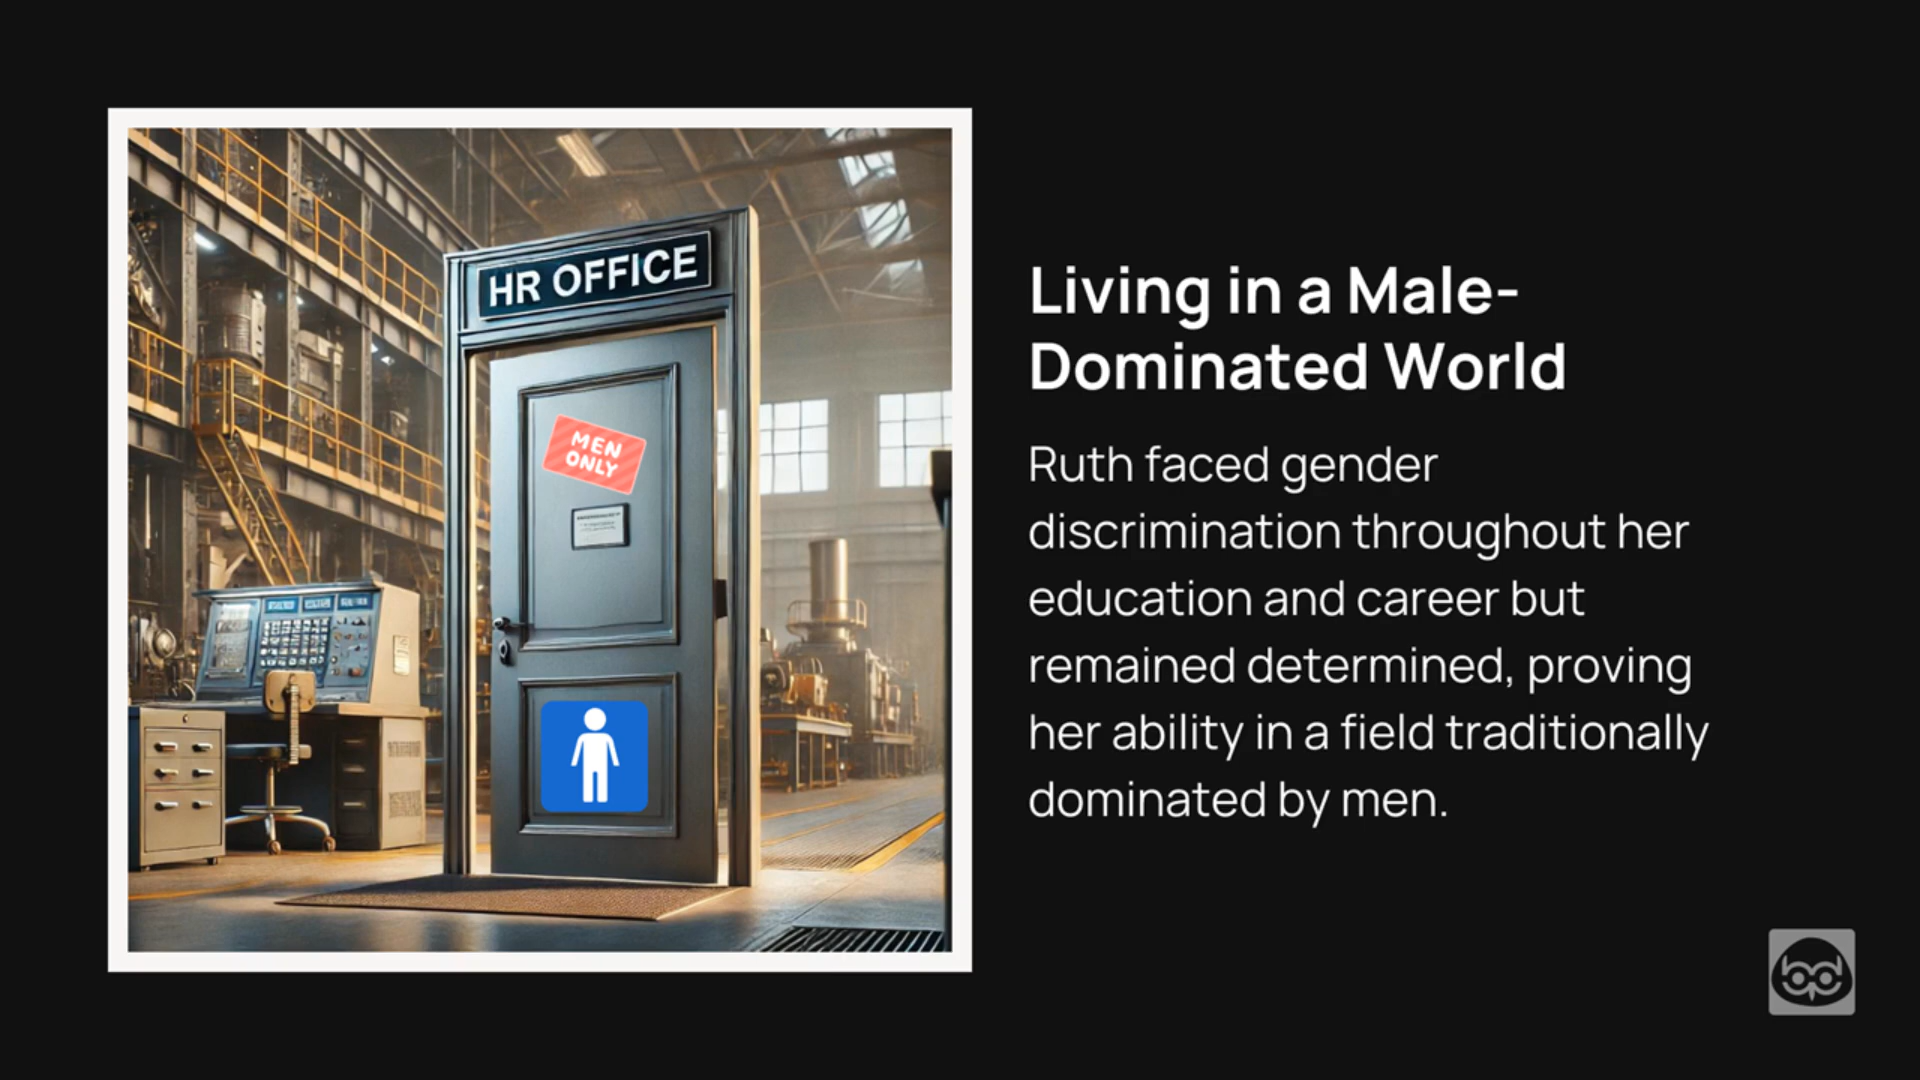 HR OFFICE
MEN
ONLY
Living in a Male-
Dominated World
Ruth faced gender
discrimination throughout her
education and career but
remained determined, proving
her ability in a field traditionally
dominated by men.